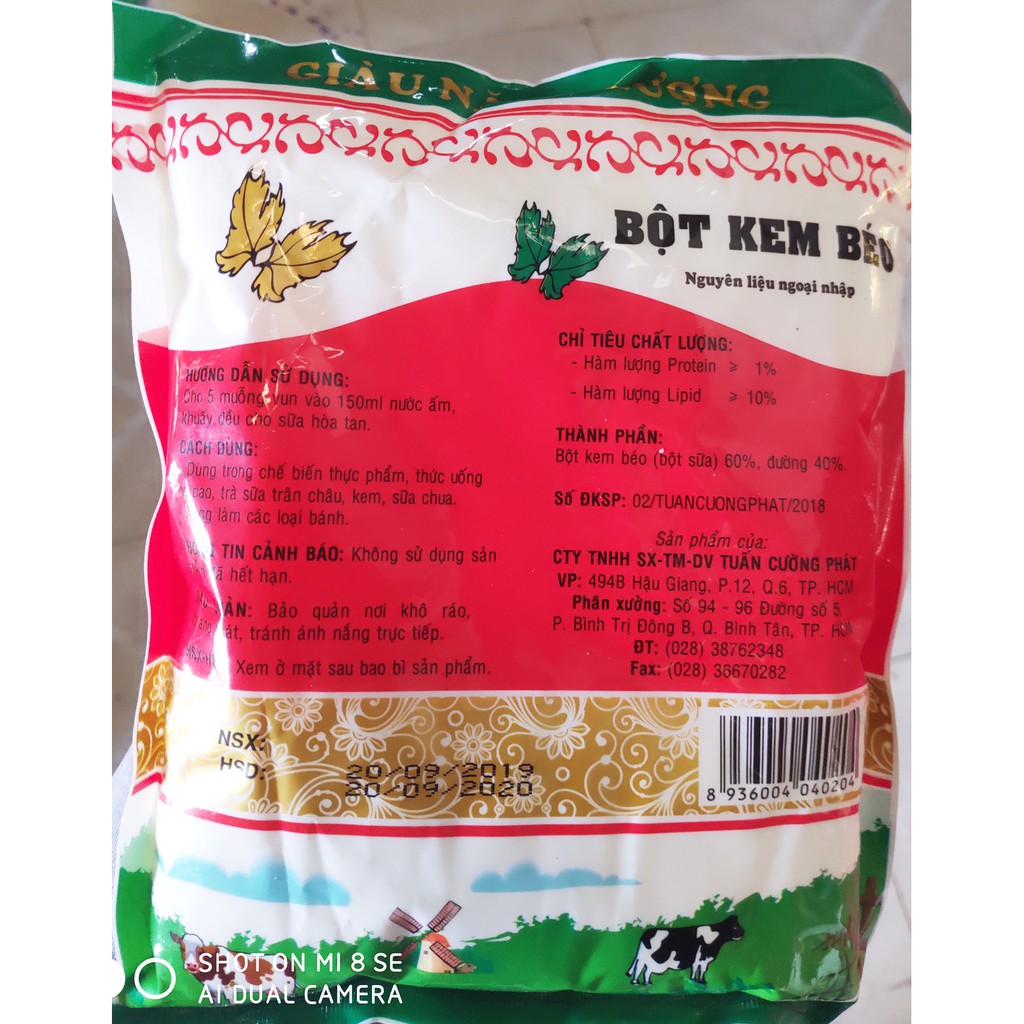 GIÀU N ƯỢNG
BỘT KEM BÉO
Nguyên liệu ngoại nhập
HƯỚNG DẪN SỬ DỤNG:
Cho 5 muỗng vun vào 150ml nước ấm,
khuấy đều cho sữa hòa tan.
CÁCH DÙNG:
Dùng trong chế biến thực phẩm, thức uống
cao, trà sữa trân châu, kem, sữa chua.
làm các loại bánh.
TIN CẢNH BÁO: Không sử dụng sản
đã hết hạn.
Bảo quản nơi khô ráo,
mát, tránh ánh nắng trực tiếp.
Xem ở mặt sau bao bì sản phẩm.
CHỈ TIÊU CHẤT LƯỢNG:
- Hàm lượng Protein ≥ 1%
- Hàm lượng Lipid ≥ 10%
THÀNH PHẦN:
Bột kem béo (bột sữa) 60%, đường 40%.
Số ĐKSP: 02/TUANCUONGPHAT/2018
Sản phẩm của:
CTY TNHH SX-TM-DV TUẤN CƯỜNG PHÁT
VP: 494B Hậu Giang, P.12, Q.6, TP. HCM
Phân xưởng: Số 94 - 96 Đường số 5
P. Bình Trị Đông B, Q. Bình Tân, TP. HCM
ĐT: (028) 38762348
Fax: (028) 36670282
NSX: 20/09/2019
HSD: 20/09/2020
8 936004 040204
SHOT ON MI 8 SE
AI DUAL CAMERA